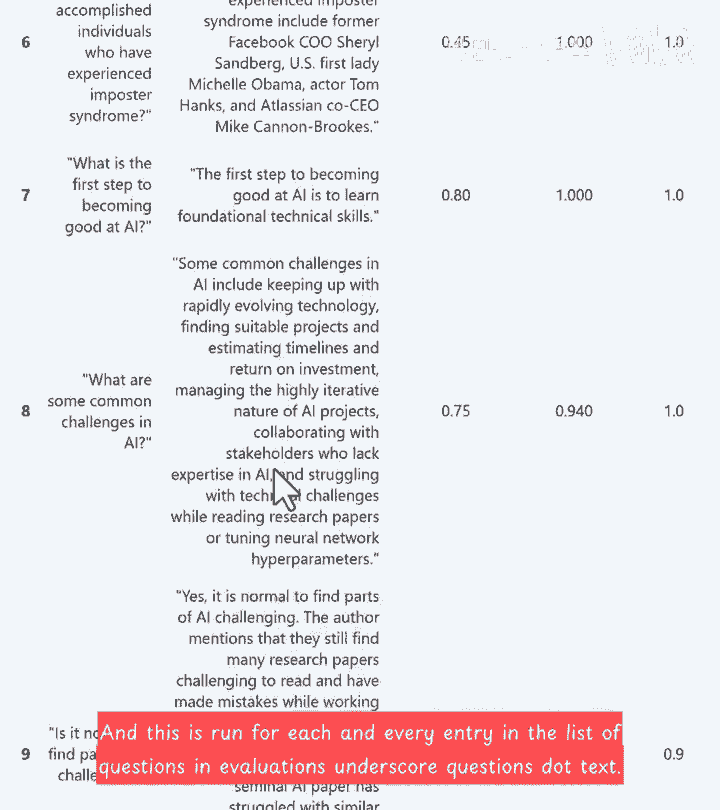 accomplished
individuals
who have
experienced
imposter
syndrome?"
experienced imposter
syndrome include former
Facebook COO Sheryl
Sandberg, U.S. first lady
Michelle Obama, actor Tom
Hanks, and Atlassian co-CEO
Mike Cannon-Brookes."
6
0.45
1.000
1.0
7
"What is the
first step to
becoming
good at AI?"
"The first step to becoming
good at AI is to learn
foundational technical skills."
0.80
1.000
1.0
8
"What are
some common
challenges in
AI?"
"Some common challenges in
AI include keeping up with
rapidly evolving technology,
finding suitable projects and
estimating timelines and
return on investment,
managing the highly iterative
nature of AI projects,
collaborating with
stakeholders who lack
expertise in AI, and struggling
with technical challenges
while reading research papers
or tuning neural network
hyperparameters."
0.75
0.940
1.0
9
"Is it
find
"Yes, it is normal to find parts
of AI challenging. The author
mentions that they still find
many research papers
challenging to read and have
made mistakes while working
seminal AI paper has
struggled with similar
0.9
And this is run for each and every entry in the list of
questions in evaluations underscore questions dot text.